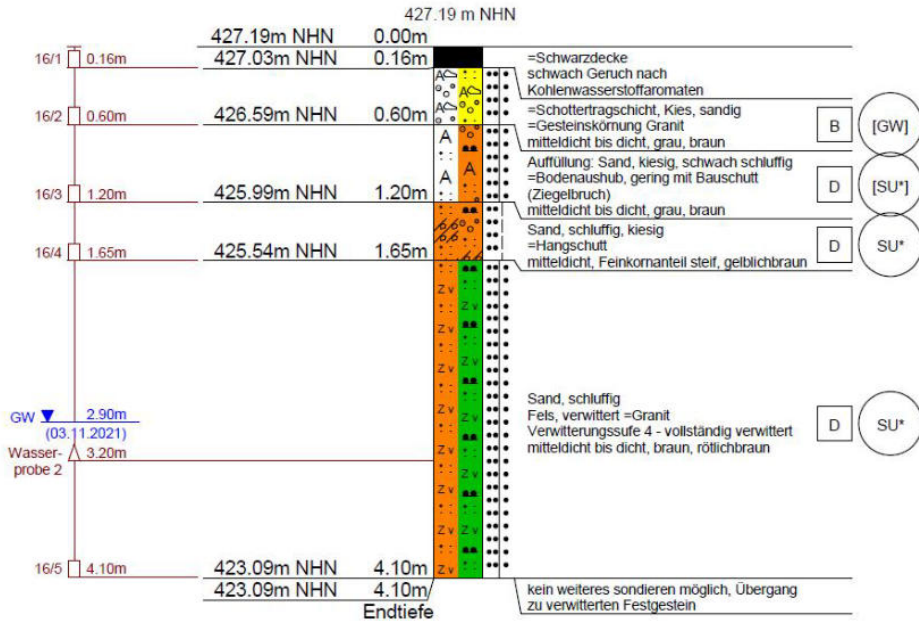 427.19 m NHN
427.19m NHN 0.00m
16/1 0.16m 427.03m NHN 0.16m
=Schwarzdecke
schwach Geruch nach
Kohlenwasserstoffaromaten
16/2 0.60m 426.59m NHN 0.60m
=Schottertragschicht, Kies, sandig
=Gesteinskörnung Granit
mitteldicht bis dicht, grau, braun
B [GW]
16/3 1.20m 425.99m NHN 1.20m
Auffüllung: Sand, kiesig, schwach schluffig
=Bodenaushub, gering mit Bauschutt
(Ziegelbruch)
mitteldicht bis dicht, grau, braun
D [SU*]
16/4 1.65m 425.54m NHN 1.65m
Sand, schluffig, kiesig
=Hangschutt
mitteldicht, Feinkornanteil steif, gelblichbraun
D SU*
A A
A
A
A
Z v Z v
Z v
Z v
Z v
Z v
Z v
Z v
Z v
Z v
Z v
Z v
Z v
Z v Z v
Z v
Sand, schluffig
Fels, verwittert =Granit
Verwitterungssufe 4 - vollständig verwittert
mitteldicht bis dicht, braun, rötlichbraun
D SU*
GW 2.90m
(03.11.2021)
Wasser-
probe 2 3.20m
16/5 4.10m 423.09m NHN 4.10m
423.09m NHN 4.10m
Endtiefe
kein weiteres sondieren möglich, Übergang
zu verwitterten Festgestein